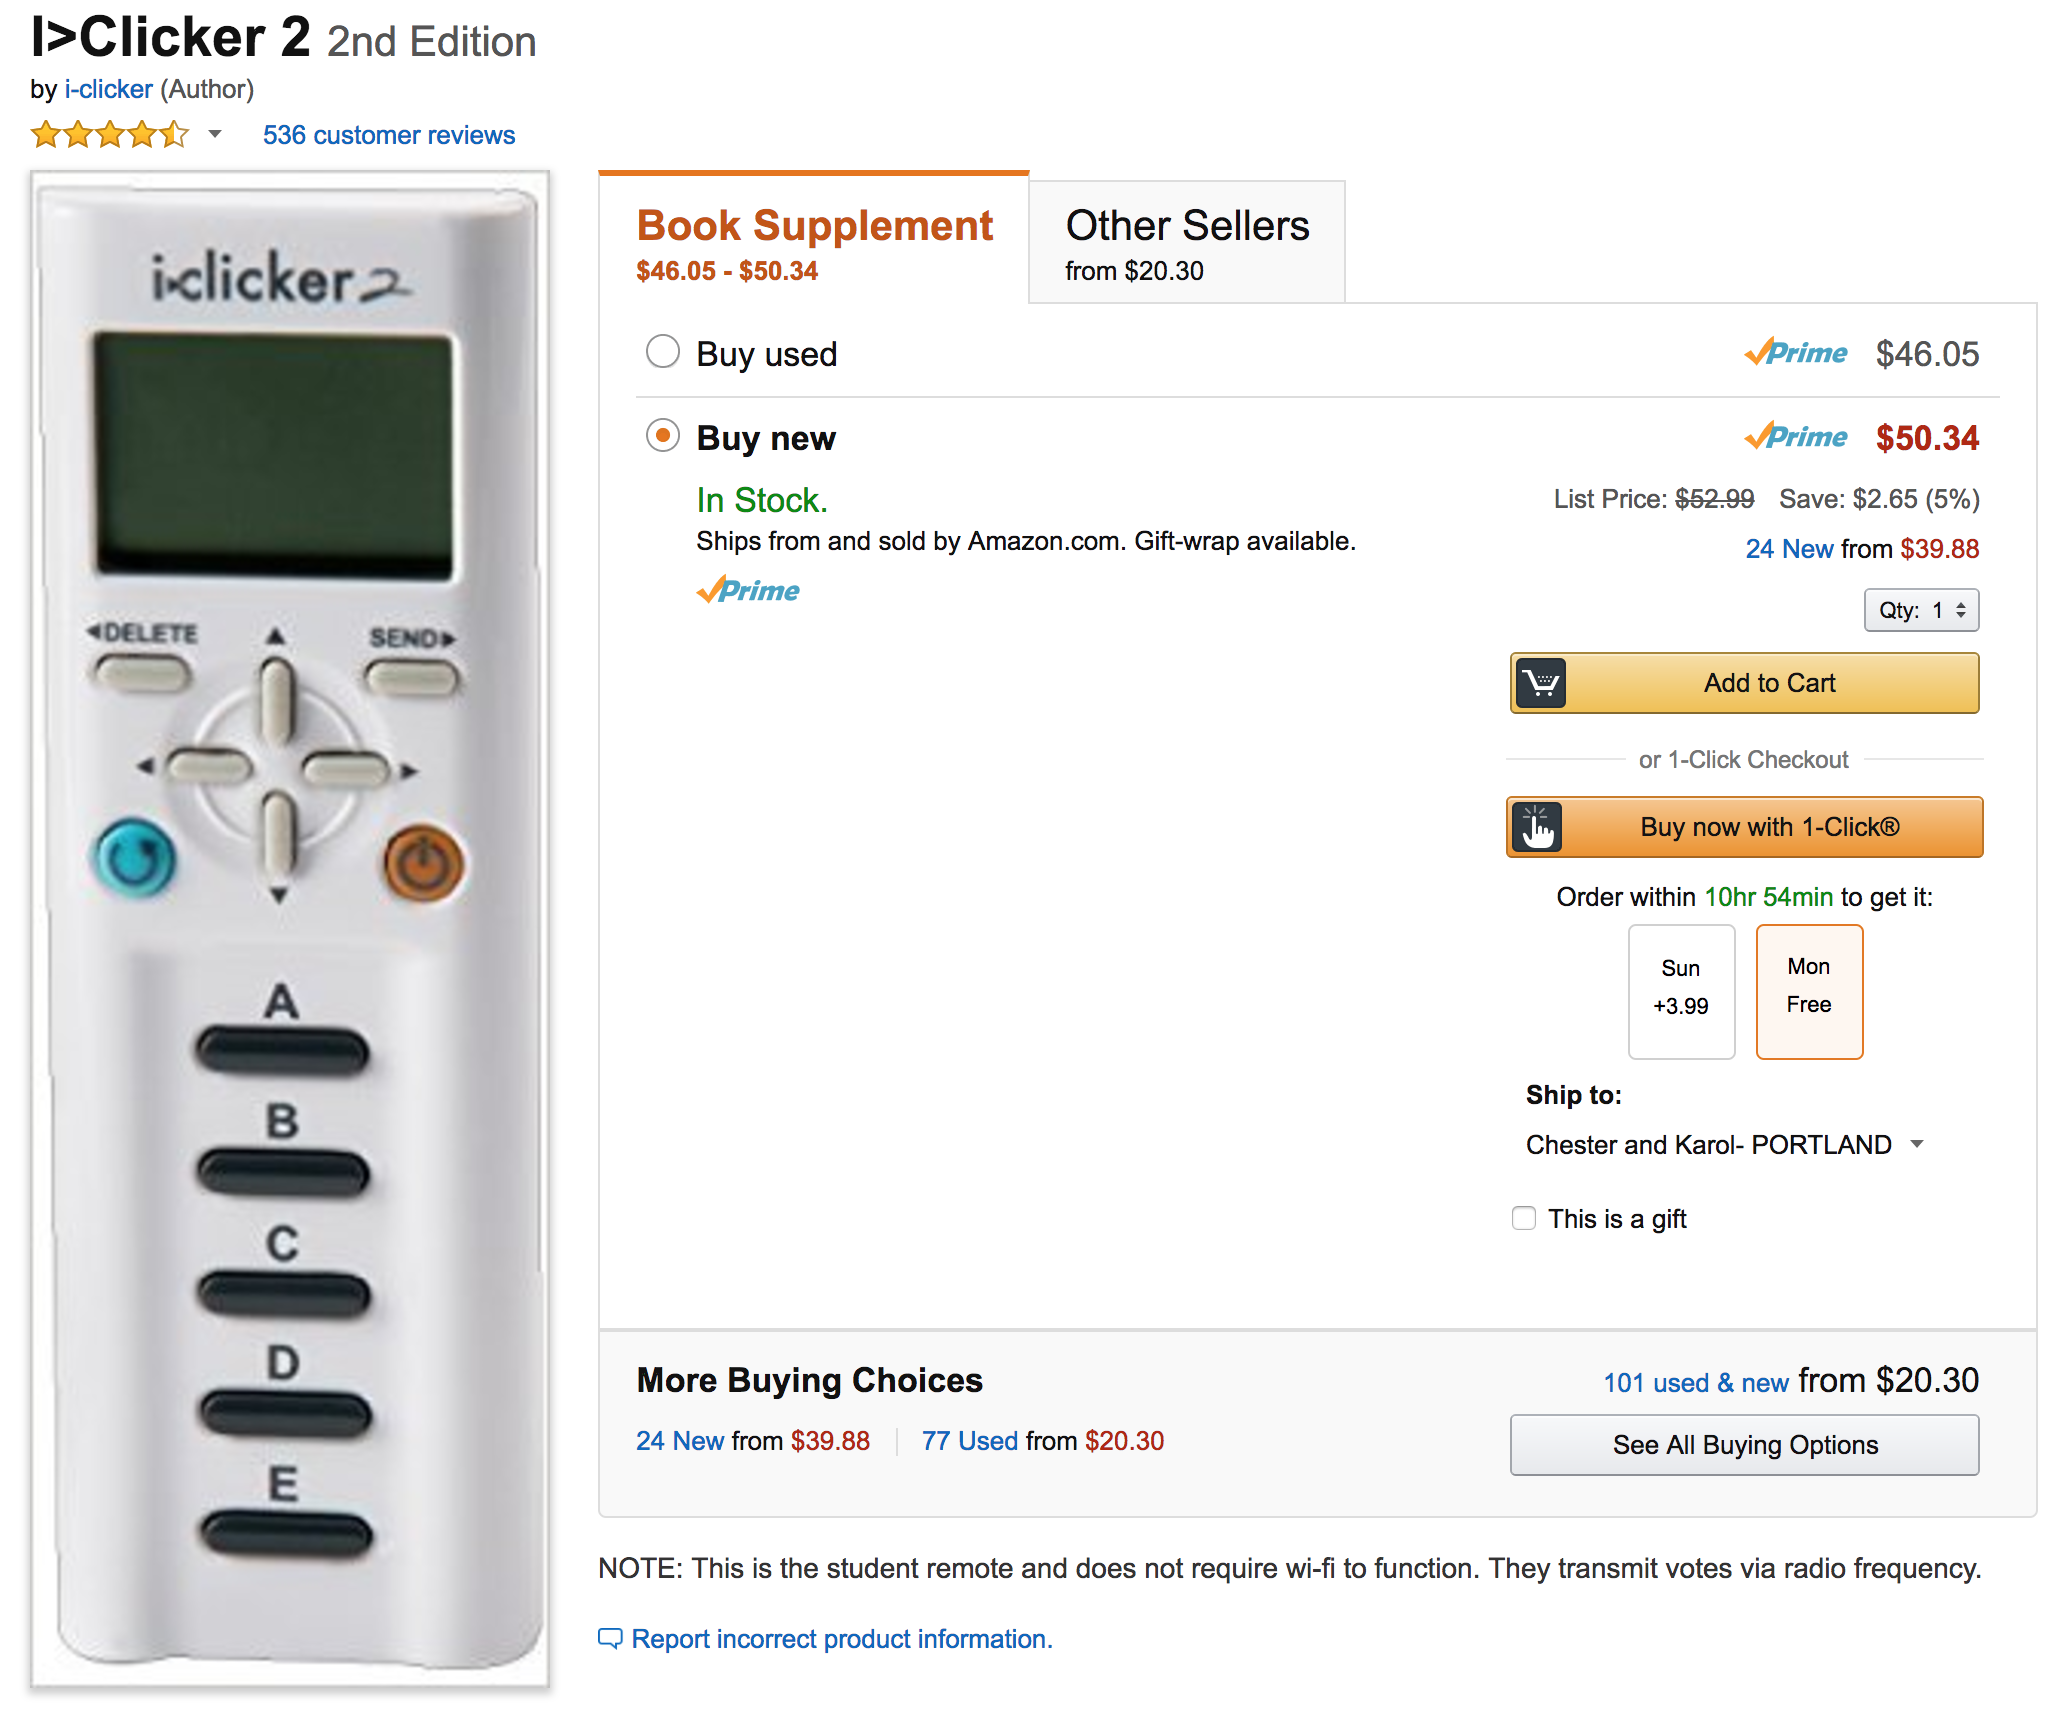 I>Clicker 2 2nd Edition
by i-clicker (Author)
536 customer reviews
i>clicker 2
◀DELETE
SEND▶
A
B
C
D
E
Book Supplement
$46.05 - $50.34
Other Sellers
from $20.30
Buy used
Prime $46.05
Buy new
Prime $50.34
In Stock.
List Price: $52.99 Save: $2.65 (5%)
Ships from and sold by Amazon.com. Gift-wrap available.
24 New from $39.88
Prime
Qty: 1
Add to Cart
or 1-Click Checkout
Buy now with 1-Click®
Order within 10hr 54min to get it:
Sun
+3.99
Mon
Free
Ship to:
Chester and Karol- PORTLAND
This is a gift
More Buying Choices
101 used & new from $20.30
24 New from $39.88
77 Used from $20.30
See All Buying Options
NOTE: This is the student remote and does not require wi-fi to function. They transmit votes via radio frequency.
Report incorrect product information.